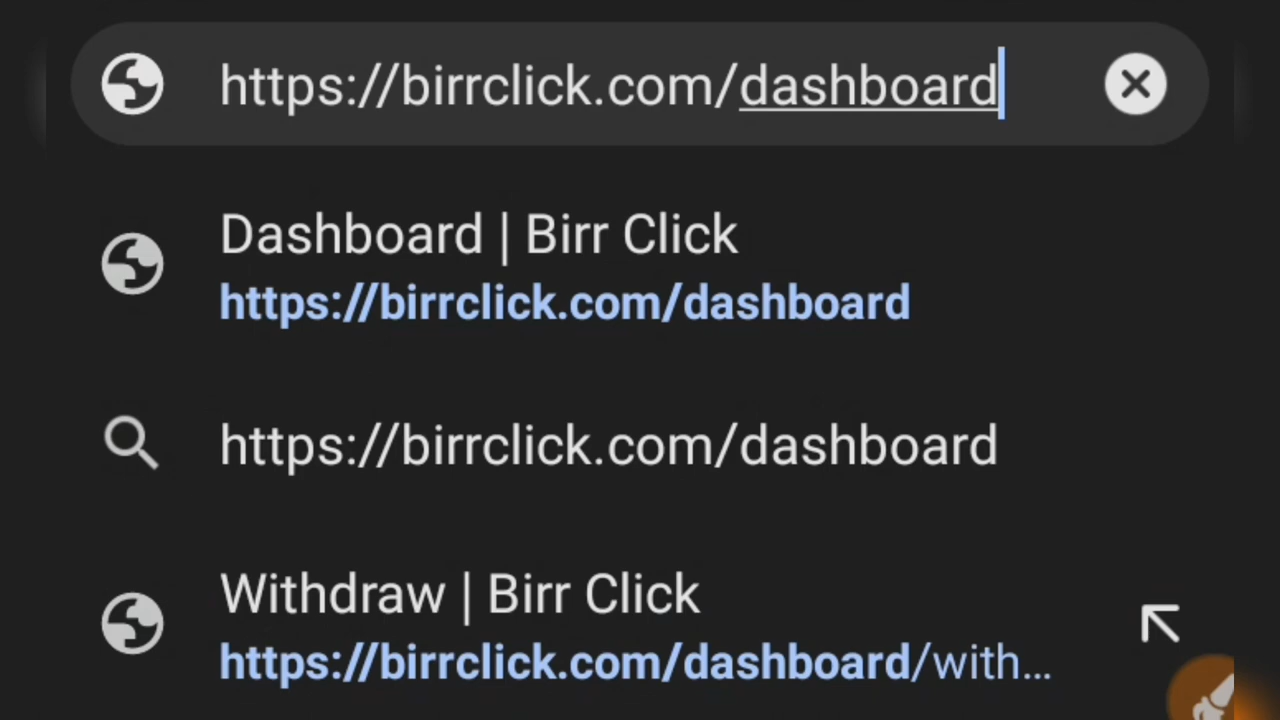 https://birrclick.com/dashboard
Dashboard | Birr Click
https://birrclick.com/dashboard
https://birrclick.com/dashboard
Withdraw | Birr Click
https://birrclick.com/dashboard/with...